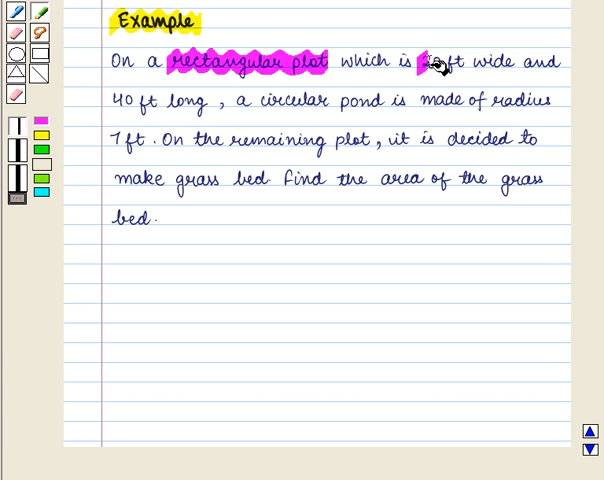 Example
On a rectangular plot which is ft wide and
40 ft long, a circular pond is made of radius
7 ft. On the remaining plot, it is decided to
make grass bed. Find the area of the grass
bed.